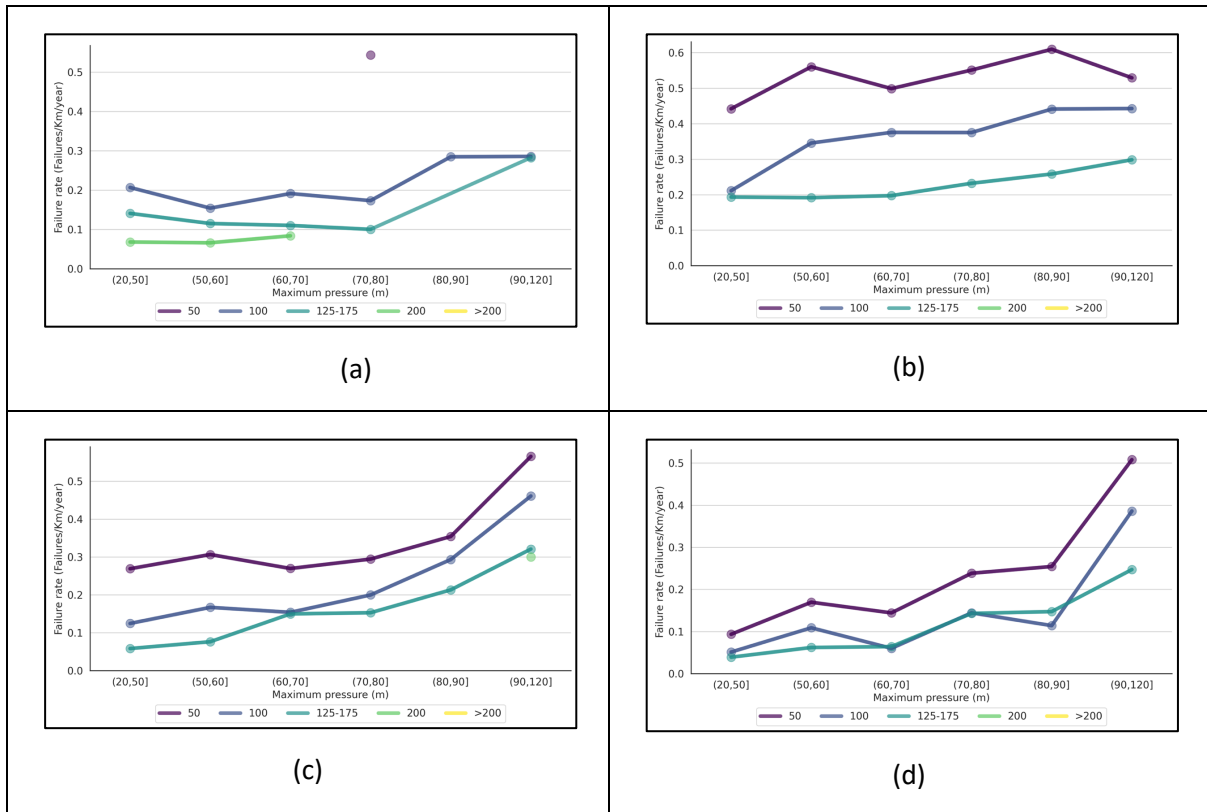 Failure rate (Failures/Km/year)
0.5
0.4
0.3
0.2
0.1
0.0
(20,50] (50,60] (60,70] (70,80] (80,90] (90,120]
Maximum pressure (m)
50 100 125-175 200 >200
(a)
Failure rate (Failures/Km/year)
0.6
0.5
0.4
0.3
0.2
0.1
0.0
(20,50] (50,60] (60,70] (70,80] (80,90] (90,120]
Maximum pressure (m)
50 100 125-175 200 >200
(b)
Failure rate (Failures/Km/year)
0.5
0.4
0.3
0.2
0.1
0.0
(20,50] (50,60] (60,70] (70,80] (80,90] (90,120]
Maximum pressure (m)
50 100 125-175 200 >200
(c)
Failure rate (Failures/Km/year)
0.5
0.4
0.3
0.2
0.1
0.0
(20,50] (50,60] (60,70] (70,80] (80,90] (90,120]
Maximum pressure (m)
50 100 125-175 200 >200
(d)